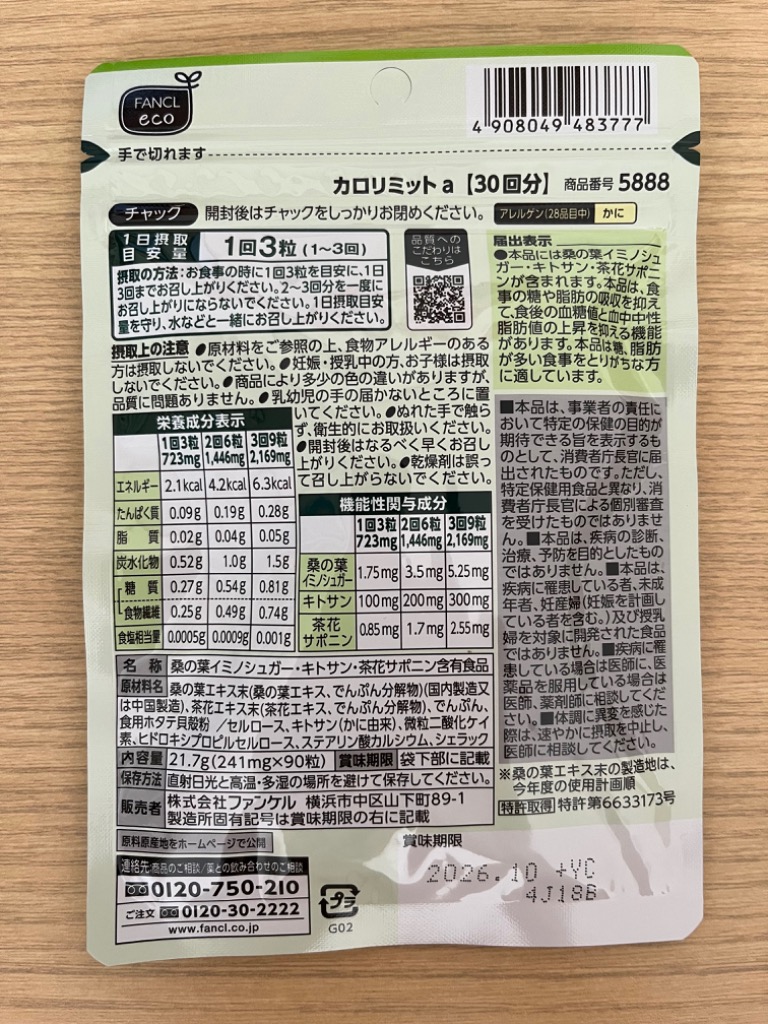 FANCL
eco
4 908049 483777
手で切れます
カロリミット a【30回分】 商品番号 5888
チャック 開封後はチャックをしっかりお閉めください。
アレルゲン(28品目中) かに
1日摂取
目安量
1回3粒(1〜3回)
摂取の方法:お食事の時に1回3粒を目安に、1日
3回までお召し上がりください。2〜3回分を一度に
お召し上がりにならないでください。1日摂取目安
量を守り、水などと一緒にお召し上がりください。
品質への
こだわりは
こちら
届出表示
●本品には桑の葉イミノシュ
ガー・キトサン・茶花サポニ
ンが含まれます。本品は、食
事の糖や脂肪の吸収を抑え
て、食後の血糖値と血中中性
脂肪値の上昇を抑える機能
があります。本品は糖、脂肪
が多い食事をとりがちな方
に適しています。
摂取上の注意 ●原材料をご参照の上、食物アレルギーのある
方は摂取しないでください。●妊娠・授乳中の方、お子様は摂取
しないでください。●商品により多少の色の違いがありますが、
品質に問題ありません。●乳幼児の手の届かないところに置
いてください。●ぬれた手で触ら
ず、衛生的にお取扱いください。
●開封後はなるべく早くお召し
上がりください。●乾燥剤は誤っ
て召し上がらないでください。
栄養成分表示
1回3粒 2回6粒 3回9粒
723mg 1,446mg 2,169mg
エネルギー 2.1kcal 4.2kcal 6.3kcal
たんぱく質 0.09g 0.19g 0.28g
脂質 0.02g 0.04g 0.05g
炭水化物 0.52g 1.0g 1.5g
糖質 0.27g 0.54g 0.81g
食物繊維 0.25g 0.49g 0.74g
食塩相当量 0.0005g 0.0009g 0.001g
機能性関与成分
1回3粒 2回6粒 3回9粒
723mg 1,446mg 2,169mg
桑の葉
イミノシュガー 1.75mg 3.5mg 5.25mg
キトサン 100mg 200mg 300mg
茶花
サポニン 0.85mg 1.7mg 2.55mg
■本品は、事業者の責任に
おいて特定の保健の目的が
期待できる旨を表示するも
のとして、消費者庁長官に届
出されたものです。ただし、
特定保健用食品と異なり、消
費者庁長官による個別審査
を受けたものではありませ
ん。■本品は、疾病の診断、
治療、予防を目的としたもの
ではありません。■本品は、
疾病に罹患している者、未成
年者、妊産婦(妊娠を計画し
ている者を含む。)及び授乳
婦を対象に開発された食品
ではありません。■疾病に罹
患している場合は医師に、医
薬品を服用している場合は
医師、薬剤師に相談してくだ
さい。■体調に異変を感じた
際は、速やかに摂取を中止し、
医師に相談してください。
※桑の葉エキス末の製造地は、
今年度の使用計画順
特許取得 特許第6633173号
名称 桑の葉イミノシュガー・キトサン・茶花サポニン含有食品
原材料名 桑の葉エキス末(桑の葉エキス、でんぷん分解物)(国内製造又
は中国製造)、茶花エキス末(茶花エキス、でんぷん分解物)、でんぷん、
食用ホタテ貝殻粉/セルロース、キトサン(かに由来)、微粒二酸化ケイ
素、ヒドロキシプロピルセルロース、ステアリン酸カルシウム、シェラック
内容量 21.7g(241mg×90粒) 賞味期限 袋下部に記載
保存方法 直射日光と高温・多湿の場所を避けて保存してください。
販売者 株式会社ファンケル 横浜市中区山下町89-1
製造所固有記号は賞味期限の右に記載
原料原産地をホームページで公開
連絡先:商品のご相談/薬との飲み合わせのご相談
0120-750-210
ご注文 0120-30-2222
www.fancl.co.jp
プラ
G02
賞味期限
2026.10 +YC
4J18B